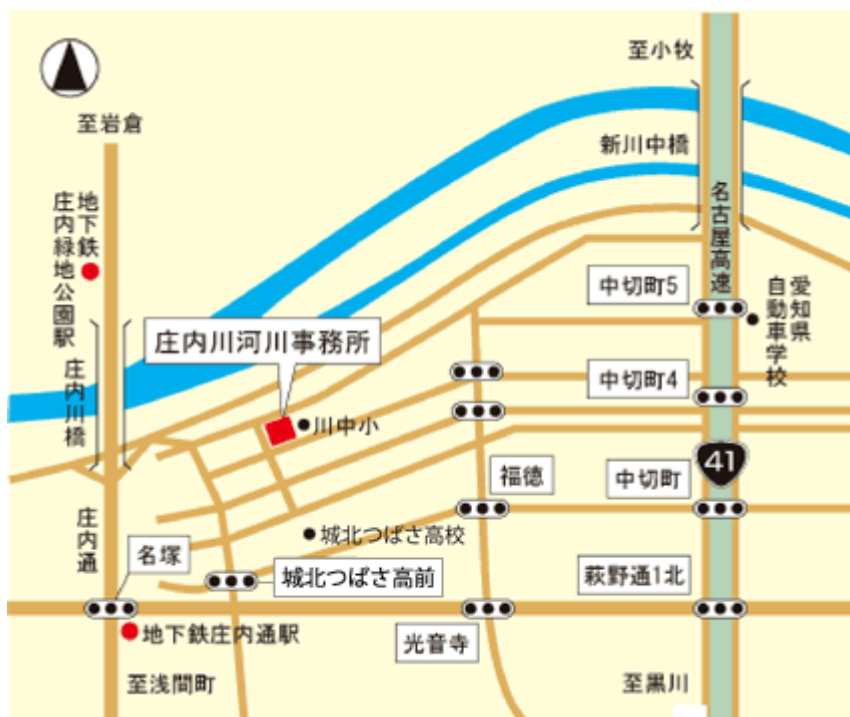 至小牧
至岩倉
新川中橋
名古屋高速
地下鉄
庄内緑地公園駅
中切町5
愛知県
自動車学校
庄内川河川事務所
庄内川橋
中切町4
川中小
41
福徳
中切町
庄内通
城北つばさ高校
名塚
城北つばさ高前
萩野通1北
地下鉄庄内通駅
光音寺
至浅間町
至黒川